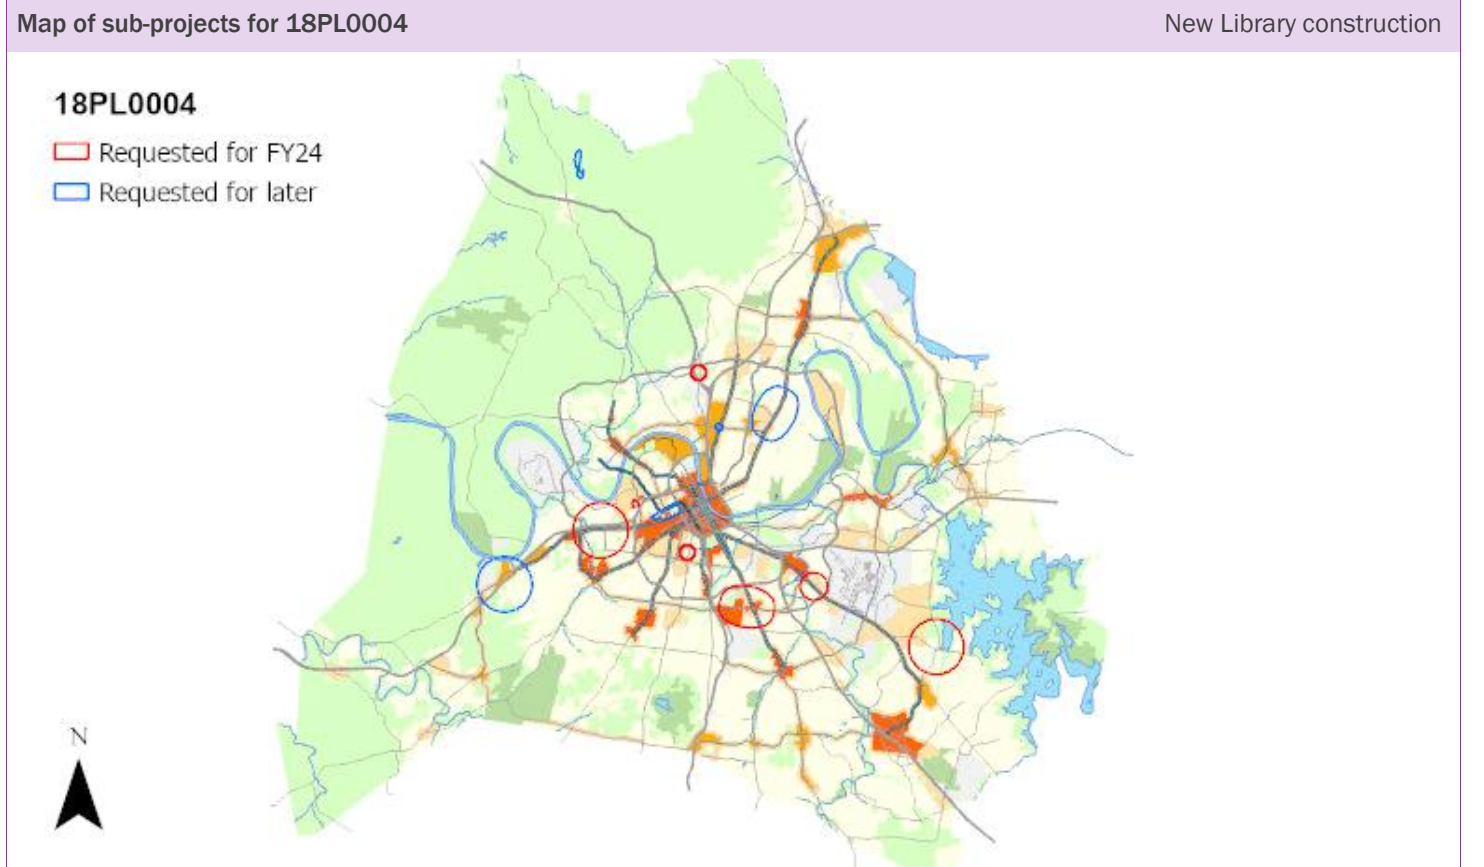 Map of sub-projects for 18PL0004 New Library construction
18PL0004
Requested for FY24
Requested for later
N